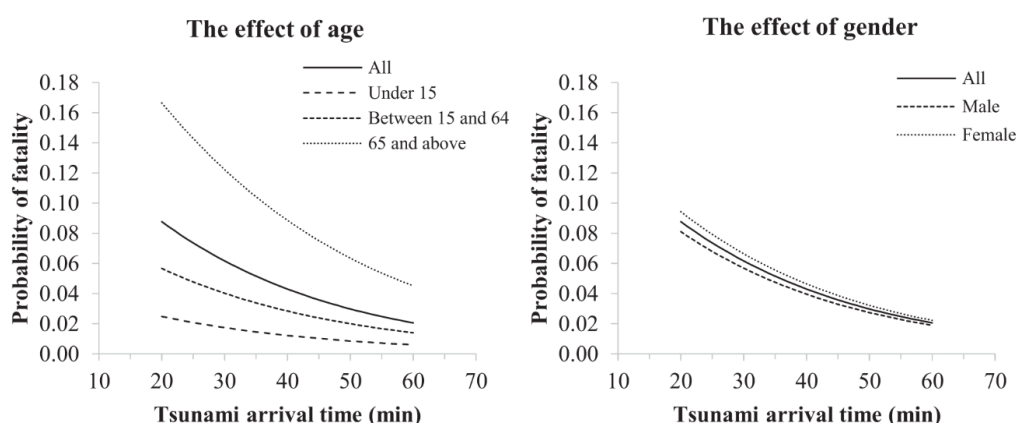 The effect of age
All
Under 15
Between 15 and 64
65 and above
Probability of fatality
0.18
0.16
0.14
0.12
0.10
0.08
0.06
0.04
0.02
0.00
10 20 30 40 50 60 70
Tsunami arrival time (min)
The effect of gender
All
Male
Female
Probability of fatality
0.18
0.16
0.14
0.12
0.10
0.08
0.06
0.04
0.02
0.00
10 20 30 40 50 60 70
Tsunami arrival time (min)